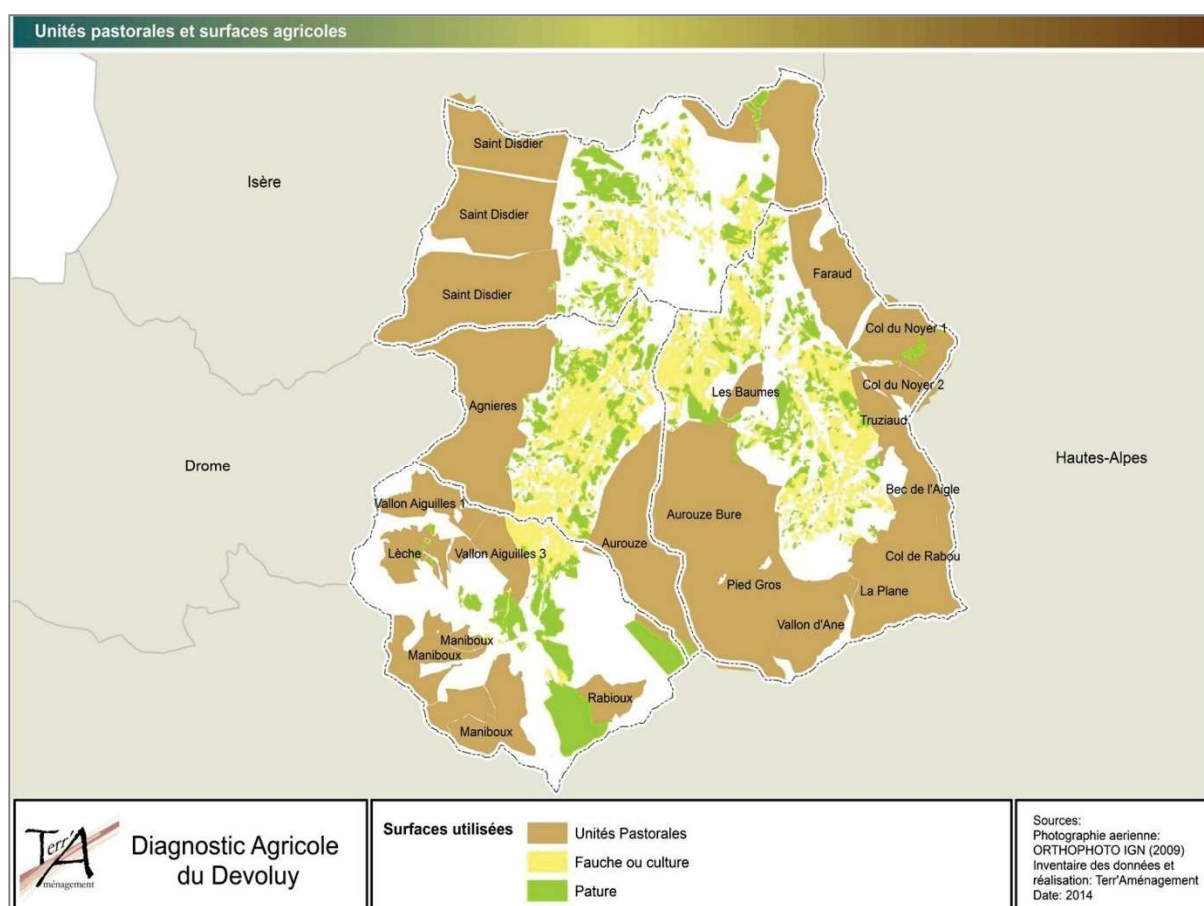 Unités pastorales et surfaces agricoles
Isère
Drome
Hautes-Alpes
Saint Disdier
Saint Disdier
Saint Disdier
Faraud
Col du Noyer 1
Col du Noyer 2
Les Baumes
Truziaud
Agnieres
Bec de l'Aigle
Vallon Aiguilles 1
Aurouze Bure
Aurouze
Lèche
Vallon Aiguilles 3
Col de Rabou
Pied Gros
La Plane
Vallon d'Ane
Maniboux
Maniboux
Rabioux
Maniboux
Terr'A
ménagement
Diagnostic Agricole
du Devoluy
Surfaces utilisées
Unités Pastorales
Fauche ou culture
Pature
Sources:
Photographie aerienne:
ORTHOPHOTO IGN (2009)
Inventaire des données et
réalisation: Terr'Aménagement
Date: 2014